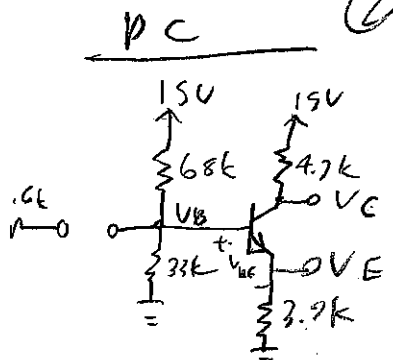 DC
15V 15V
68k 4.7k
.6k VB VC
33k + VBE VE
3.9k